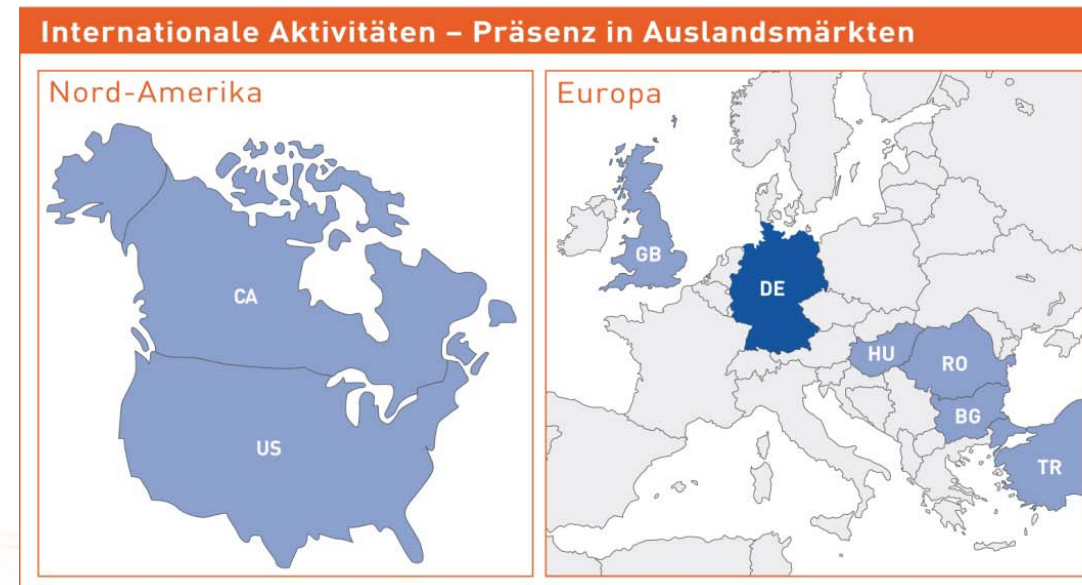 Internationale Aktivitäten – Präsenz in Auslandsmärkten
Nord-Amerika
CA
US
Europa
GB
DE
HU
RO
BG
TR